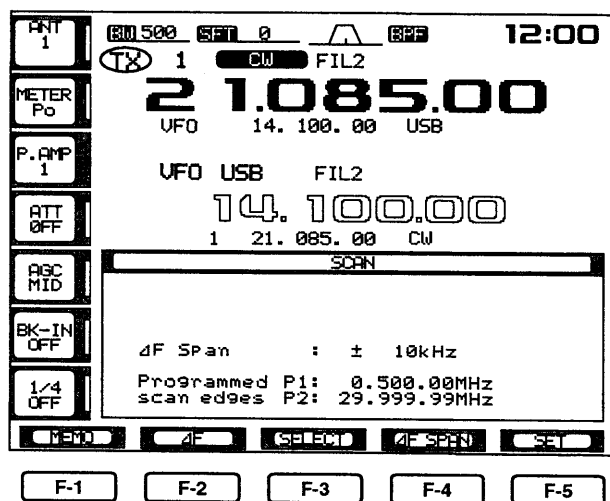 ANT
1
BW 500 SFT 0 BPF 12:00
TX 1 CW FIL2
METER
Po
21.085.00
VFO 14.100.00 USB
P.AMP
1
VFO USB FIL2
ATT
OFF
14.100.00
1 21.085.00 CW
AGC
MID
SCAN
BK-IN
OFF
ΔF Span : ± 10kHz
1/4
OFF
Programmed P1: 0.500.00MHz
scan edges P2: 29.999.99MHz
MEMO ΔF SELECT ΔF SPAN SET
F-1 F-2 F-3 F-4 F-5